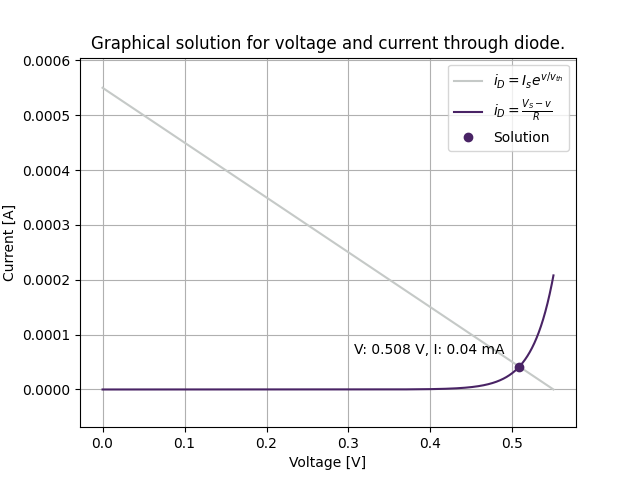 Graphical solution for voltage and current through diode.
0.0006
0.0005
0.0004
0.0003
0.0002
0.0001
0.0000
Current [A]
i_D = I_s e^{v/v_{th}}
i_D = \frac{V_s - v}{R}
Solution
V: 0.508 V, I: 0.04 mA
0.0 0.1 0.2 0.3 0.4 0.5
Voltage [V]